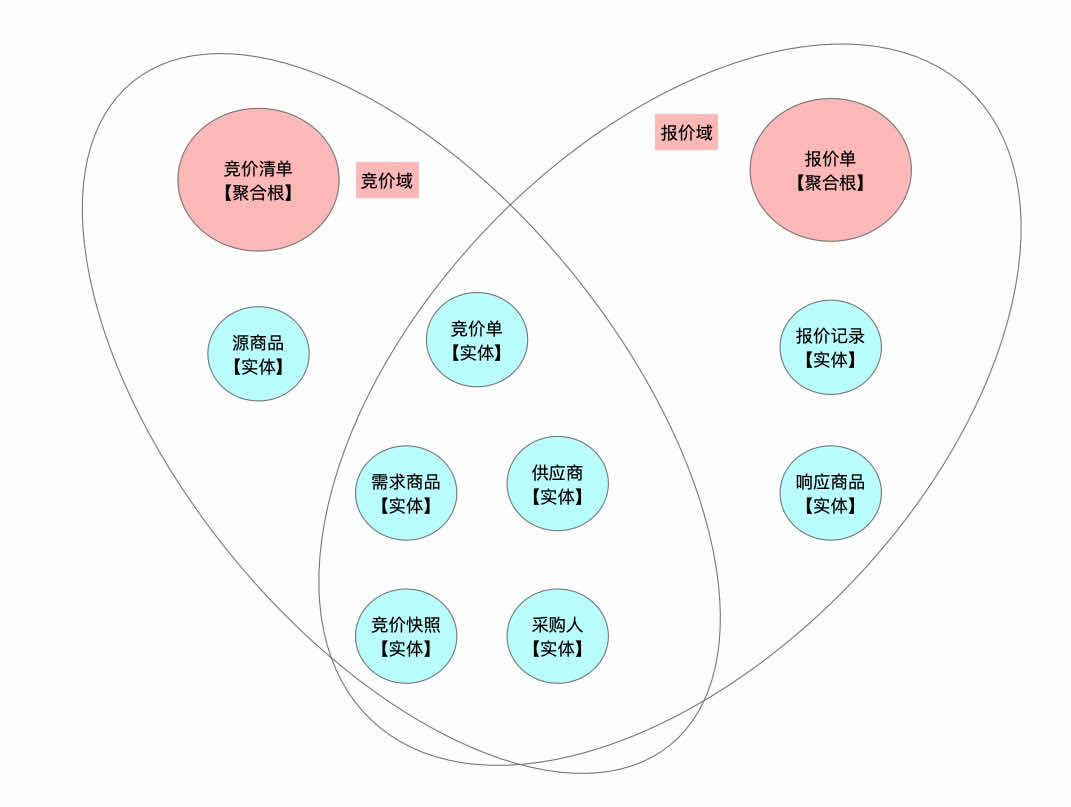 竞价清单
【聚合根】
竞价域
报价域
报价单
【聚合根】
源商品
【实体】
竞价单
【实体】
报价记录
【实体】
需求商品
【实体】
供应商
【实体】
响应商品
【实体】
竞价快照
【实体】
采购人
【实体】